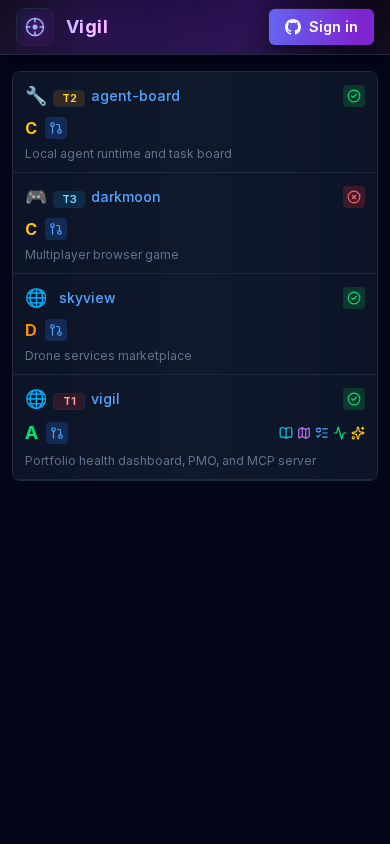 Vigil
Sign in
T2 agent-board
C
Local agent runtime and task board
T3 darkmoon
C
Multiplayer browser game
skyview
D
Drone services marketplace
T1 vigil
A
Portfolio health dashboard, PMO, and MCP server